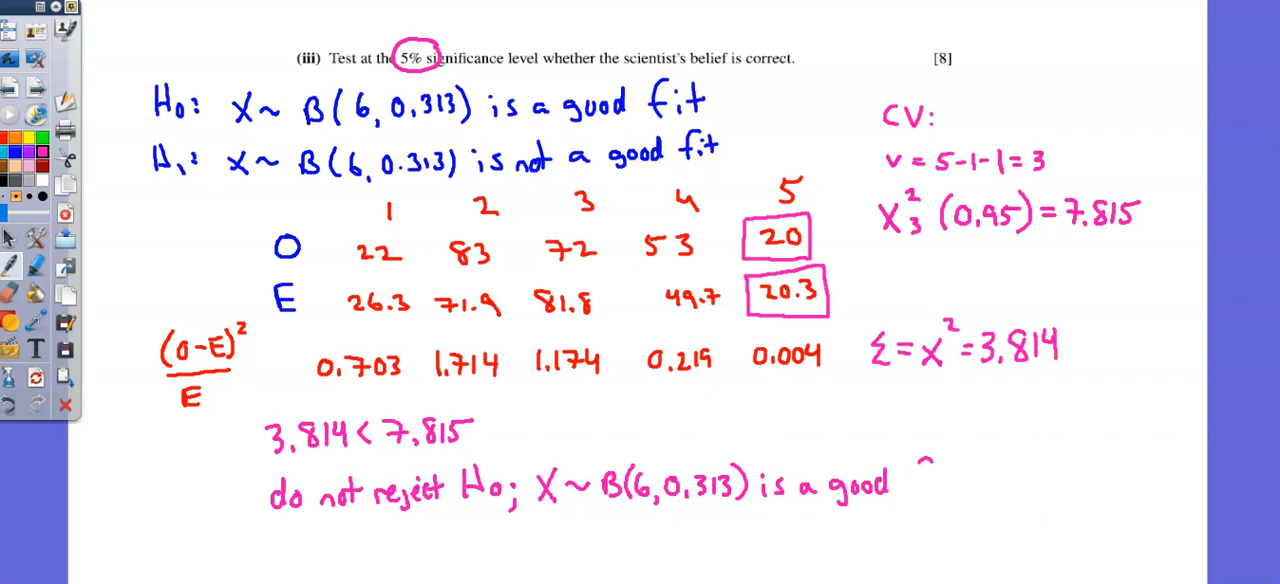 (iii) Test at the 5% significance level whether the scientist's belief is correct. [8]
H₀: X ~ B(6, 0.313) is a good fit
H₁: X ~ B(6, 0.313) is not a good fit
CV:
v = 5-1-1 = 3
X²₃ (0.95) = 7.815
1 2 3 4 5
O 22 83 72 53 20
E 26.3 71.9 81.8 49.7 20.3
(O-E)²/E 0.703 1.714 1.174 0.219 0.004
Σ = X² = 3.814
3.814 < 7.815
do not reject H₀; X ~ B(6, 0.313) is a good